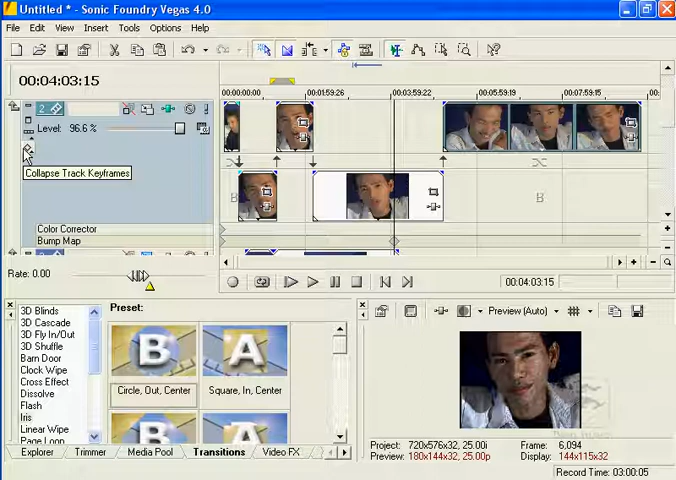 Untitled * - Sonic Foundry Vegas 4.0
File Edit View Insert Tools Options Help
00:04:03:15
00:00:00:00 00:01:59:26 00:03:59:22 00:05:59:19 00:07:59:15 00:
2
Level: 96.6 %
Collapse Track Keyframes
B B
Color Corrector
Bump Map
Rate: 0.00
00:04:03:15
3D Blinds
3D Cascade
3D Fly In/Out
3D Shuffle
Barn Door
Clock Wipe
Cross Effect
Dissolve
Flash
Iris
Linear Wipe
Page Loop
Preset:
B A
Circle, Out, Center Square, In, Center
Preview (Auto)
Project: 720x576x32, 25.00i Frame: 6,094
Preview: 180x144x32, 25.00p Display: 144x115x32
Explorer Trimmer Media Pool Transitions Video FX
Record Time: 03:00:05